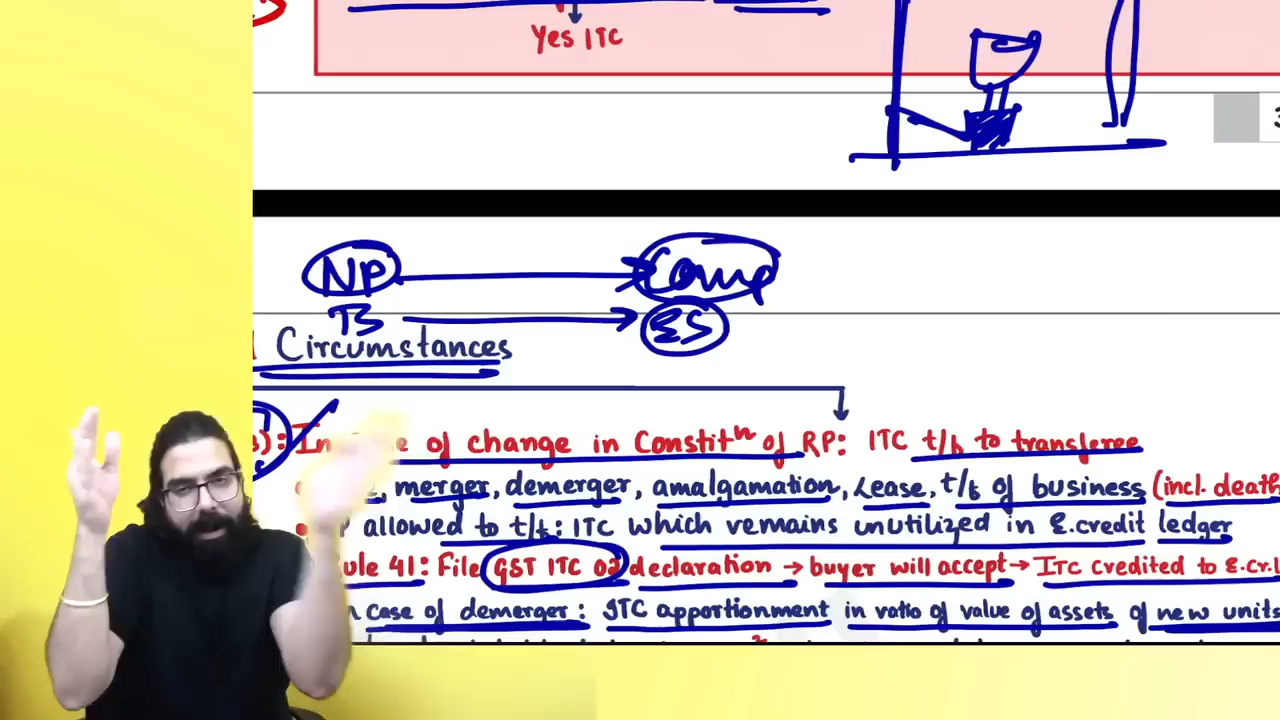 Yes ITC
3
NP Comp
TS ES
Circumstances
s): In of change in Constitⁿ of RP: ITC t/f to transferee
merger, demerger, amalgamation, Lease, t/f of business (incl. death
allowed to t/f: ITC which remains unutilized in E.credit ledger
ule 41: File GST ITC 02 declaration → buyer will accept → ITC credited to E.cr.L
n case of demerger: ITC apportionment in ratio of value of assets of new units